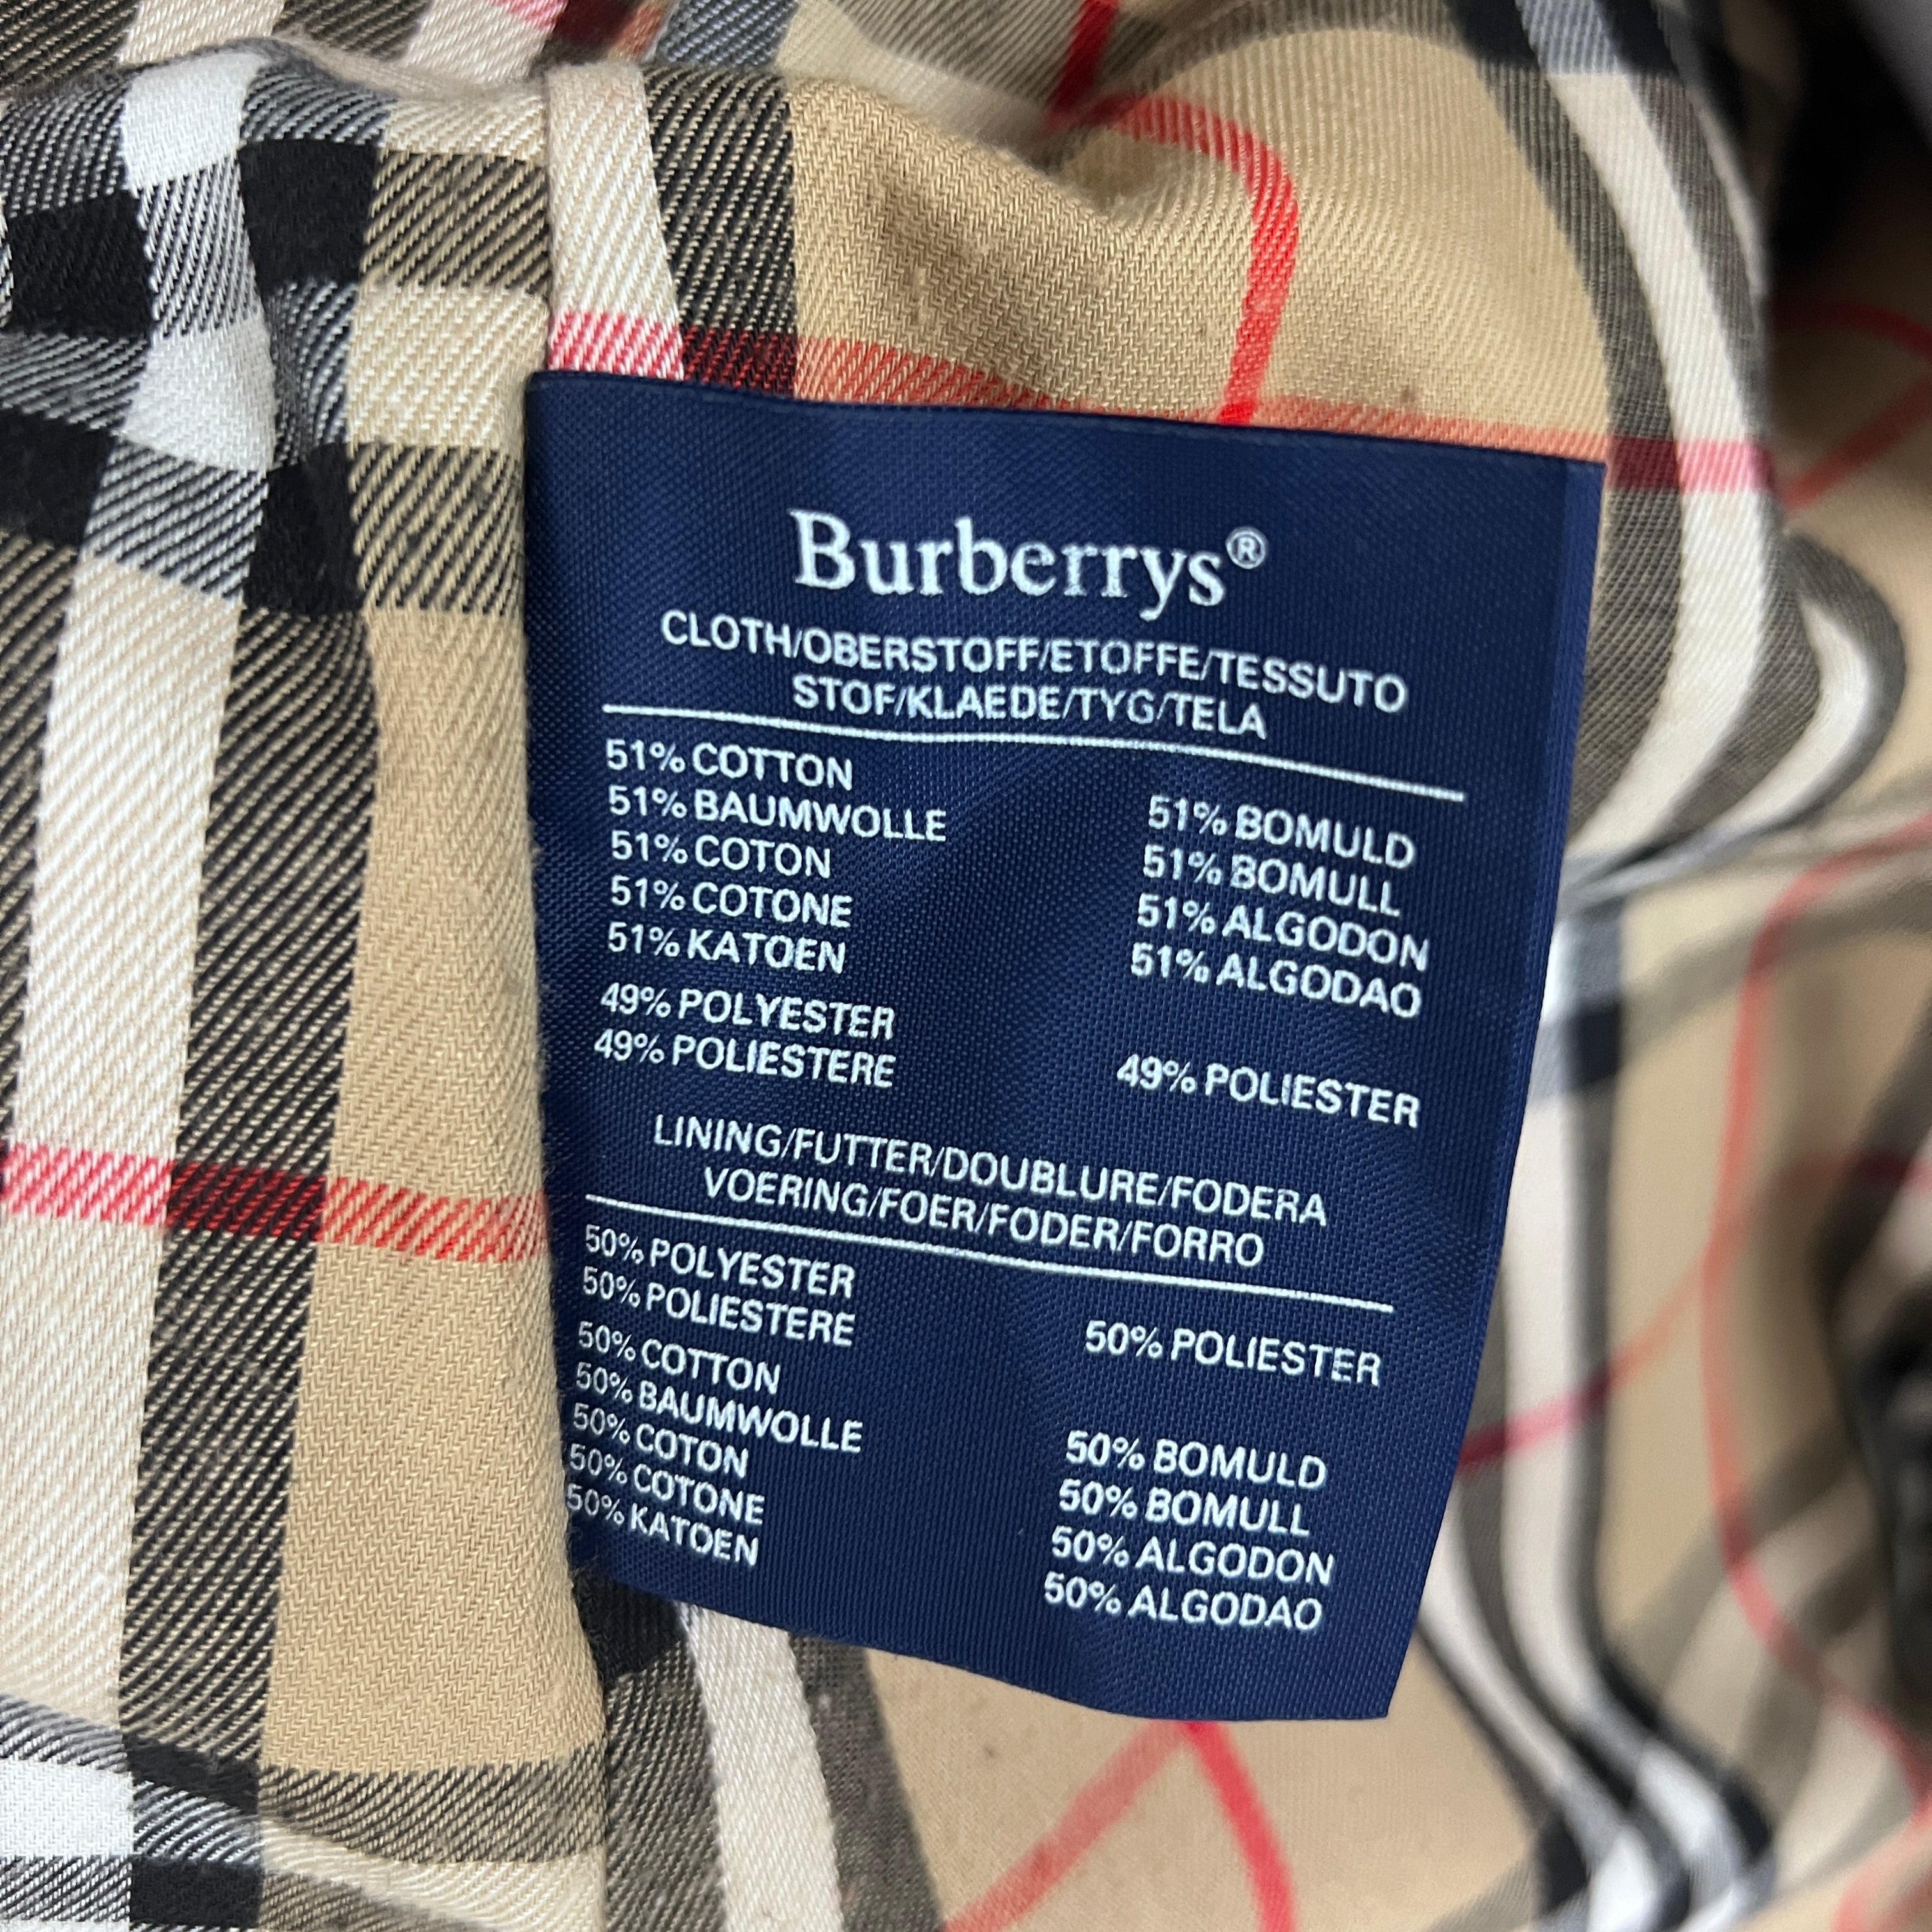 Burberrys®
CLOTH/OBERSTOFF/ETOFFE/TESSUTO
STOF/KLAEDE/TYG/TELA
51% COTTON
51% BAUMWOLLE
51% COTON
51% COTONE
51% KATOEN
51% BOMULD
51% BOMULL
51% ALGODON
51% ALGODAO
49% POLYESTER
49% POLIESTERE
49% POLIESTER
LINING/FUTTER/DOUBLURE/FODERA
VOERING/FOER/FODER/FORRO
50% POLYESTER
50% POLIESTERE
50% POLIESTER
50% COTTON
50% BAUMWOLLE
50% COTON
50% COTONE
50% KATOEN
50% BOMULD
50% BOMULL
50% ALGODON
50% ALGODAO